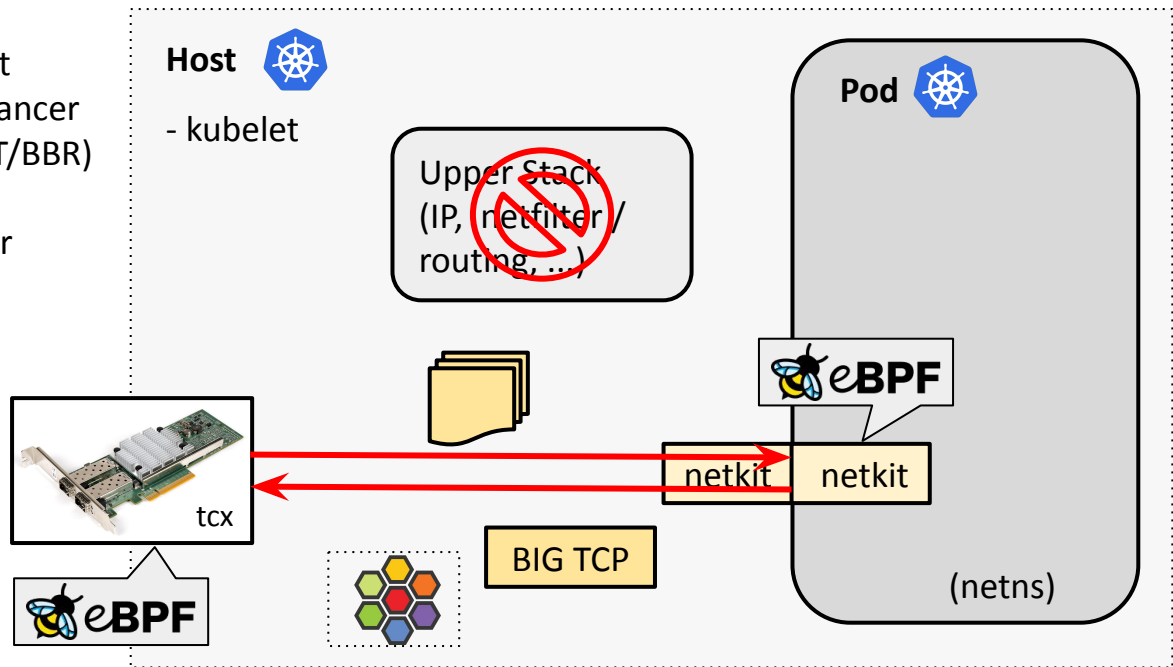 t
ancer
T/BBR)
r
Host
- kubelet
Upper Stack
(IP, netfilter /
routing, ...)
Pod
eBPF
netkit
netkit
tcx
BIG TCP
eBPF
(netns)